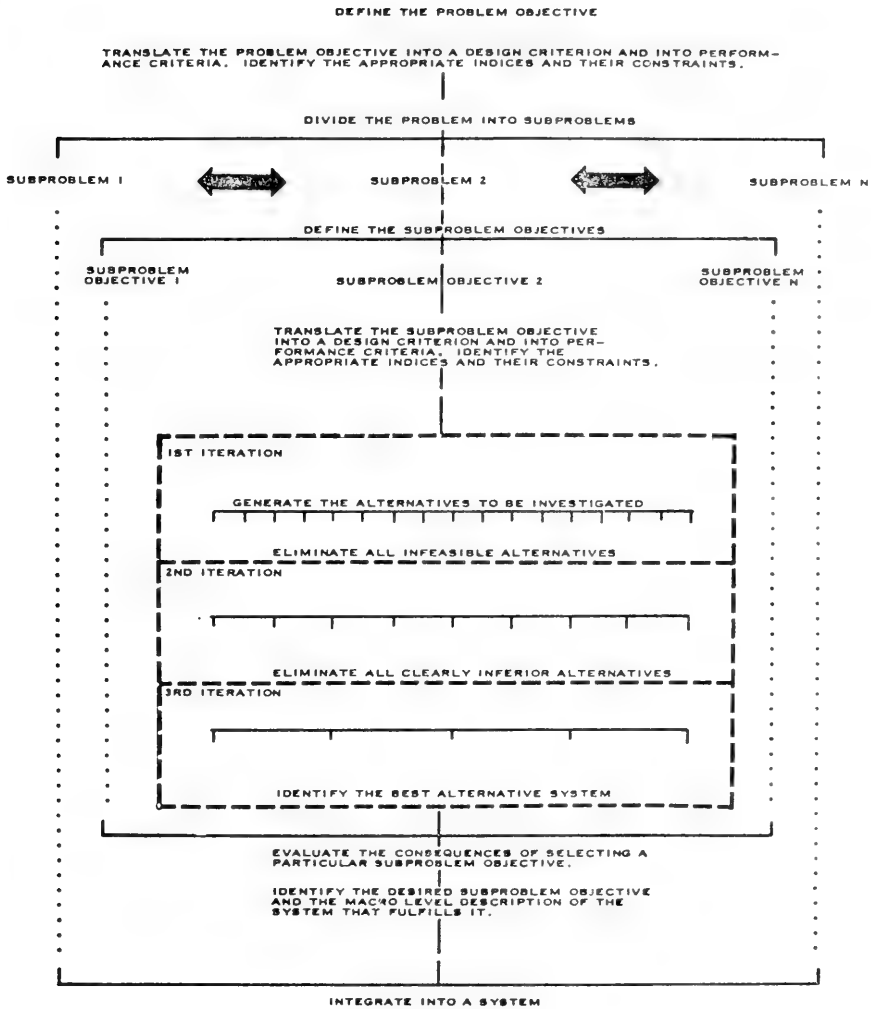 DEFINE THE PROBLEM OBJECTIVE
TRANSLATE THE PROBLEM OBJECTIVE INTO A DESIGN CRITERION AND INTO PERFORM-
ANCE CRITERIA. IDENTIFY THE APPROPRIATE INDICES AND THEIR CONSTRAINTS.
DIVIDE THE PROBLEM INTO SUBPROBLEMS
SUBPROBLEM 1
SUBPROBLEM 2
SUBPROBLEM N
DEFINE THE SUBPROBLEM OBJECTIVES
SUBPROBLEM
OBJECTIVE 1
SUBPROBLEM OBJECTIVE 2
SUBPROBLEM
OBJECTIVE N
TRANSLATE THE SUBPROBLEM OBJECTIVE
INTO A DESIGN CRITERION AND INTO PER-
FORMANCE CRITERIA. IDENTIFY THE
APPROPRIATE INDICES AND THEIR CONSTRAINTS.
1ST ITERATION
GENERATE THE ALTERNATIVES TO BE INVESTIGATED
ELIMINATE ALL INFEASIBLE ALTERNATIVES
2ND ITERATION
ELIMINATE ALL CLEARLY INFERIOR ALTERNATIVES
3RD ITERATION
IDENTIFY THE BEST ALTERNATIVE SYSTEM
EVALUATE THE CONSEQUENCES OF SELECTING A
PARTICULAR SUBPROBLEM OBJECTIVE.
IDENTIFY THE DESIRED SUBPROBLEM OBJECTIVE
AND THE MACRO LEVEL DESCRIPTION OF THE
SYSTEM THAT FULFILLS IT.
INTEGRATE INTO A SYSTEM